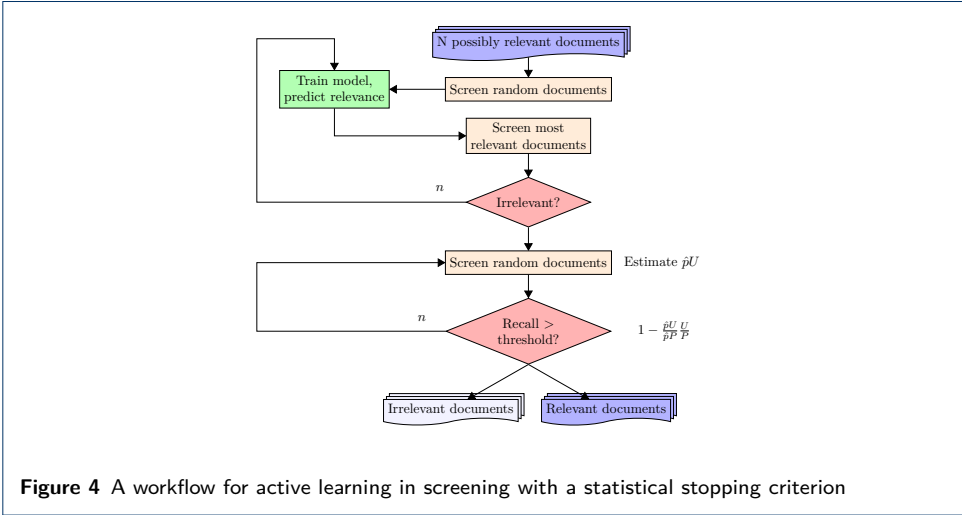 N possibly relevant documents
Train model,
predict relevance
Screen random documents
Screen most
relevant documents
n
Irrelevant?
Screen random documents
Estimate p̂U
n
Recall >
threshold?
1 − p̂U/p̂P U/P
Irrelevant documents
Relevant documents
Figure 4 A workflow for active learning in screening with a statistical stopping criterion